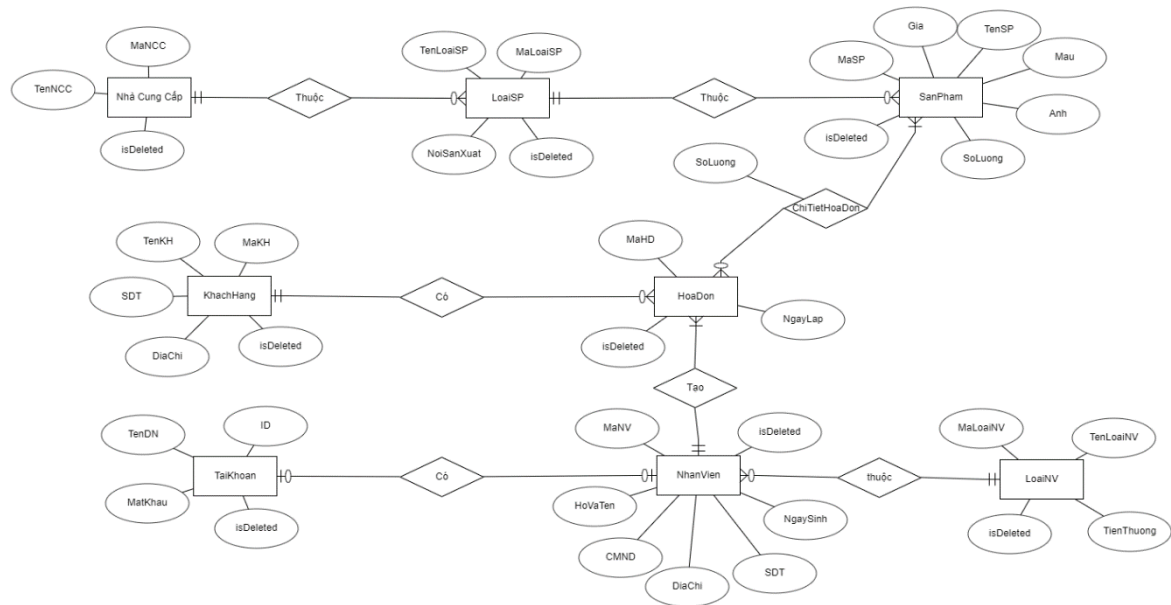 Gia
TenSP
MaNCC
TenLoaiSP
MaLoaiSP
MaSP
Mau
TenNCC
Nhà Cung Cấp
Thuộc
LoaiSP
Thuộc
SanPham
Anh
isDeleted
NoiSanXuat
isDeleted
isDeleted
SoLuong
SoLuong
ChiTietHoaDon
TenKH
MaKH
MaHD
SDT
KhachHang
Có
HoaDon
NgayLap
DiaChi
isDeleted
isDeleted
Tạo
TenDN
ID
MaNV
isDeleted
MaLoaiNV
TenLoaiNV
TaiKhoan
Có
NhanVien
thuộc
LoaiNV
MatKhau
isDeleted
HoVaTen
NgaySinh
isDeleted
TienThuong
CMND
DiaChi
SDT